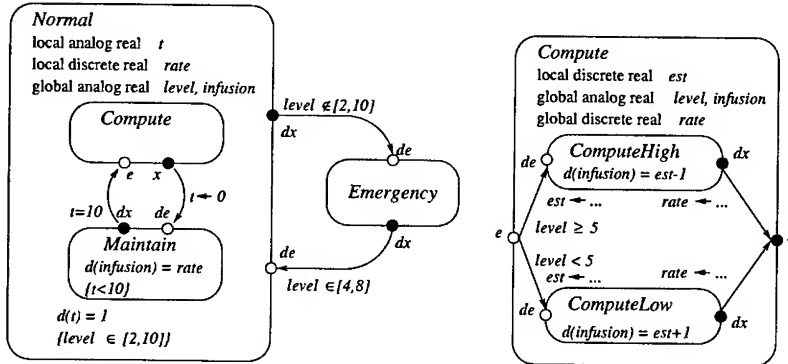 Normal
local analog real t
local discrete real rate
global analog real level, infusion
Compute
e x
t ← 0
t=10 dx de
Maintain
d(infusion) = rate
{t<10}
d(t) = 1
{level ∈ [2,10]}
level ∉ [2,10]
dx
de
Emergency
de
dx
level ∈ [4,8]
Compute
local discrete real est
global analog real level, infusion
global discrete real rate
de
ComputeHigh
dx
d(infusion) = est-1
est ← ... rate ← ...
e
level ≥ 5
level < 5
est ← ... rate ← ...
de
ComputeLow
dx
d(infusion) = est+1